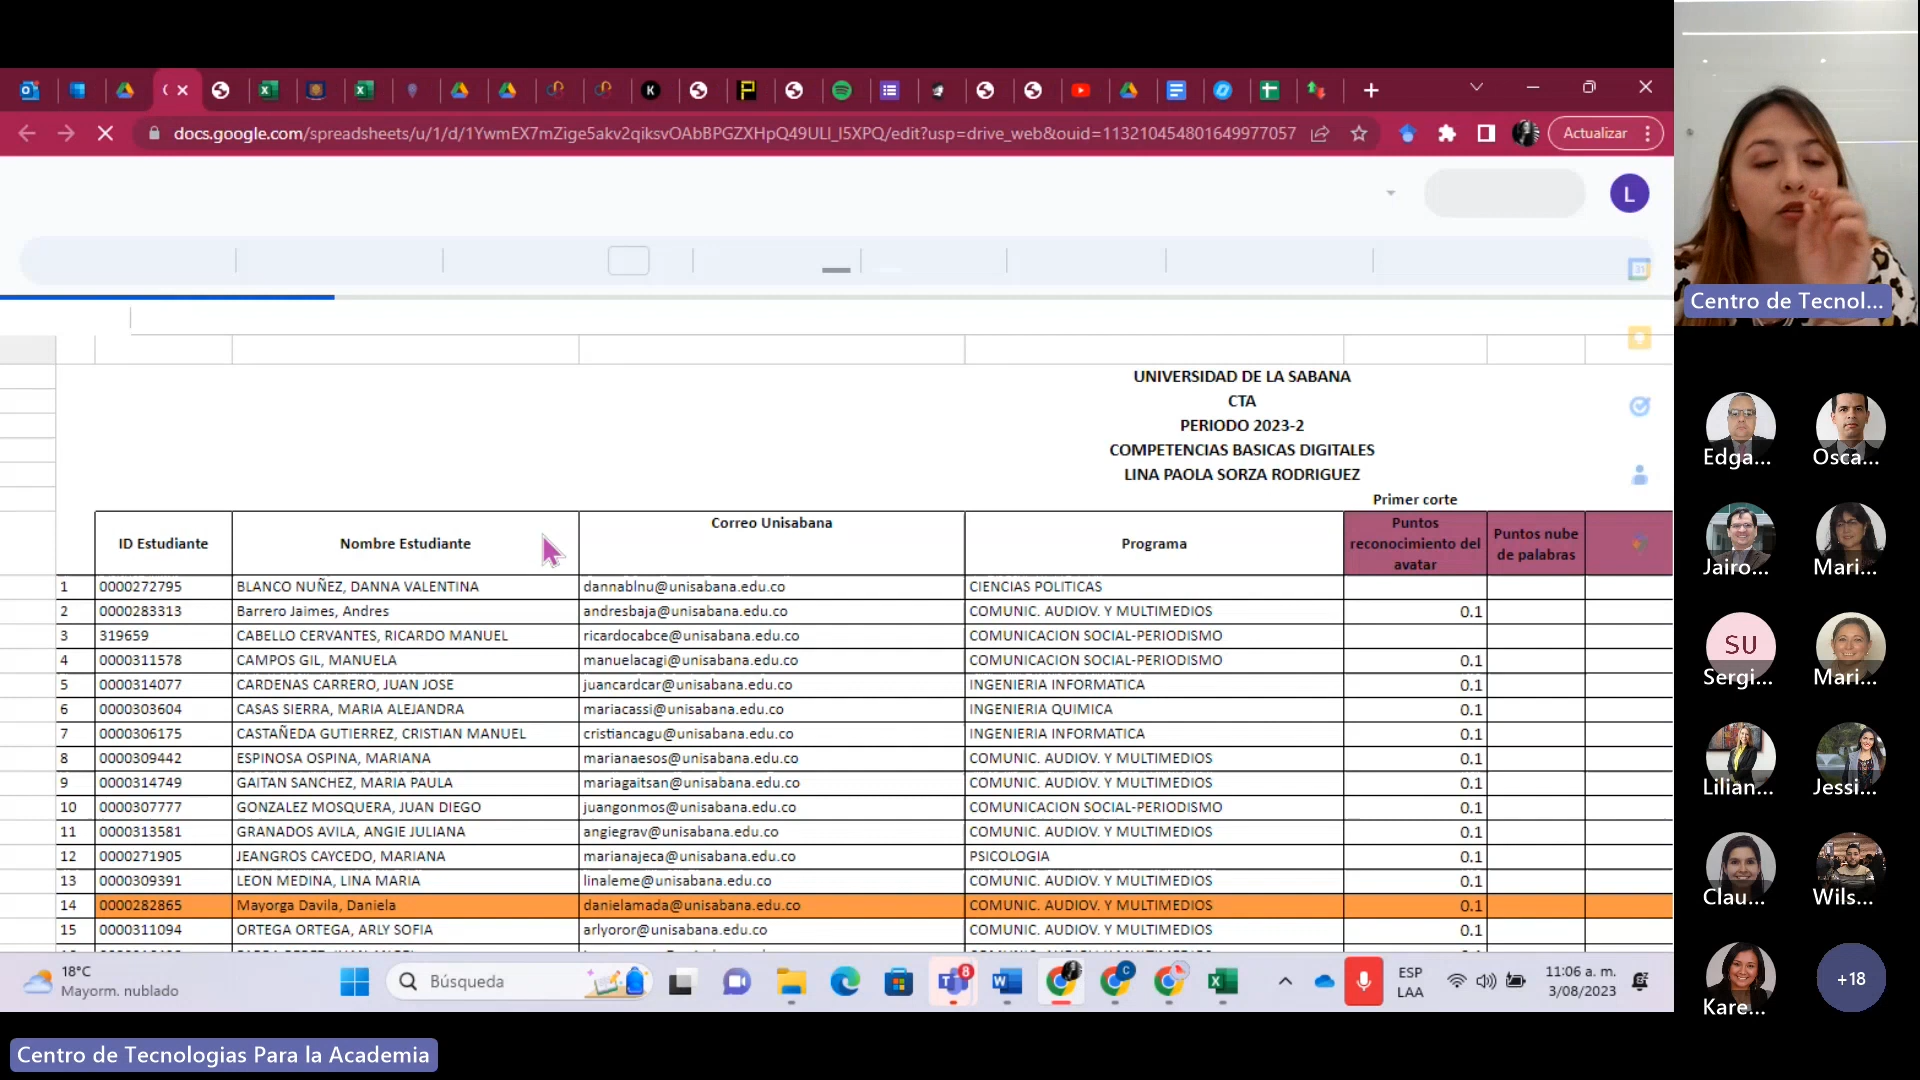 docs.google.com/spreadsheets/u/1/d/1YwmEX7mZige5akv2qiksvOAbBPGZXHpQ49ULI_I5XPQ/edit?usp=drive_web&ouid=113210454801649977057
Actualizar
L
31
Centro de Tecnol...
UNIVERSIDAD DE LA SABANA
CTA
PERIODO 2023-2
COMPETENCIAS BASICAS DIGITALES
LINA PAOLA SORZA RODRIGUEZ
Primer corte
ID Estudiante Nombre Estudiante Correo Unisabana Programa Puntos reconocimiento del avatar Puntos nube de palabras
1 0000272795 BLANCO NUÑEZ, DANNA VALENTINA dannablnu@unisabana.edu.co CIENCIAS POLITICAS
2 0000283313 Barrero Jaimes, Andres andresbaja@unisabana.edu.co COMUNIC. AUDIOV. Y MULTIMEDIOS 0.1
3 319659 CABELLO CERVANTES, RICARDO MANUEL ricardocabce@unisabana.edu.co COMUNICACION SOCIAL-PERIODISMO
4 0000311578 CAMPOS GIL, MANUELA manuelacagi@unisabana.edu.co COMUNICACION SOCIAL-PERIODISMO 0.1
5 0000314077 CARDENAS CARRERO, JUAN JOSE juancardcar@unisabana.edu.co INGENIERIA INFORMATICA 0.1
6 0000303604 CASAS SIERRA, MARIA ALEJANDRA mariacassi@unisabana.edu.co INGENIERIA QUIMICA 0.1
7 0000306175 CASTAÑEDA GUTIERREZ, CRISTIAN MANUEL cristiancagu@unisabana.edu.co INGENIERIA INFORMATICA 0.1
8 0000309442 ESPINOSA OSPINA, MARIANA marianaesos@unisabana.edu.co COMUNIC. AUDIOV. Y MULTIMEDIOS 0.1
9 0000314749 GAITAN SANCHEZ, MARIA PAULA mariagaitsan@unisabana.edu.co COMUNIC. AUDIOV. Y MULTIMEDIOS 0.1
10 0000307777 GONZALEZ MOSQUERA, JUAN DIEGO juangonmos@unisabana.edu.co COMUNICACION SOCIAL-PERIODISMO 0.1
11 0000313581 GRANADOS AVILA, ANGIE JULIANA angiegrav@unisabana.edu.co COMUNIC. AUDIOV. Y MULTIMEDIOS 0.1
12 0000271905 JEANGROS CAYCEDO, MARIANA marianajeca@unisabana.edu.co PSICOLOGIA 0.1
13 0000309391 LEON MEDINA, LINA MARIA linaleme@unisabana.edu.co COMUNIC. AUDIOV. Y MULTIMEDIOS 0.1
14 0000282865 Mayorga Davila, Daniela danielamada@unisabana.edu.co COMUNIC. AUDIOV. Y MULTIMEDIOS 0.1
15 0000311094 ORTEGA ORTEGA, ARLY SOFIA arlyoror@unisabana.edu.co COMUNIC. AUDIOV. Y MULTIMEDIOS 0.1
Edga... Osca...
Jairo... Mari...
SU
Sergi... Mari...
Lilian... Jessi...
Clau... Wils...
Kare... +18
18°C
Mayorm. nublado
Búsqueda
8
ESP
LAA
11:06 a. m.
3/08/2023
Centro de Tecnologias Para la Academia